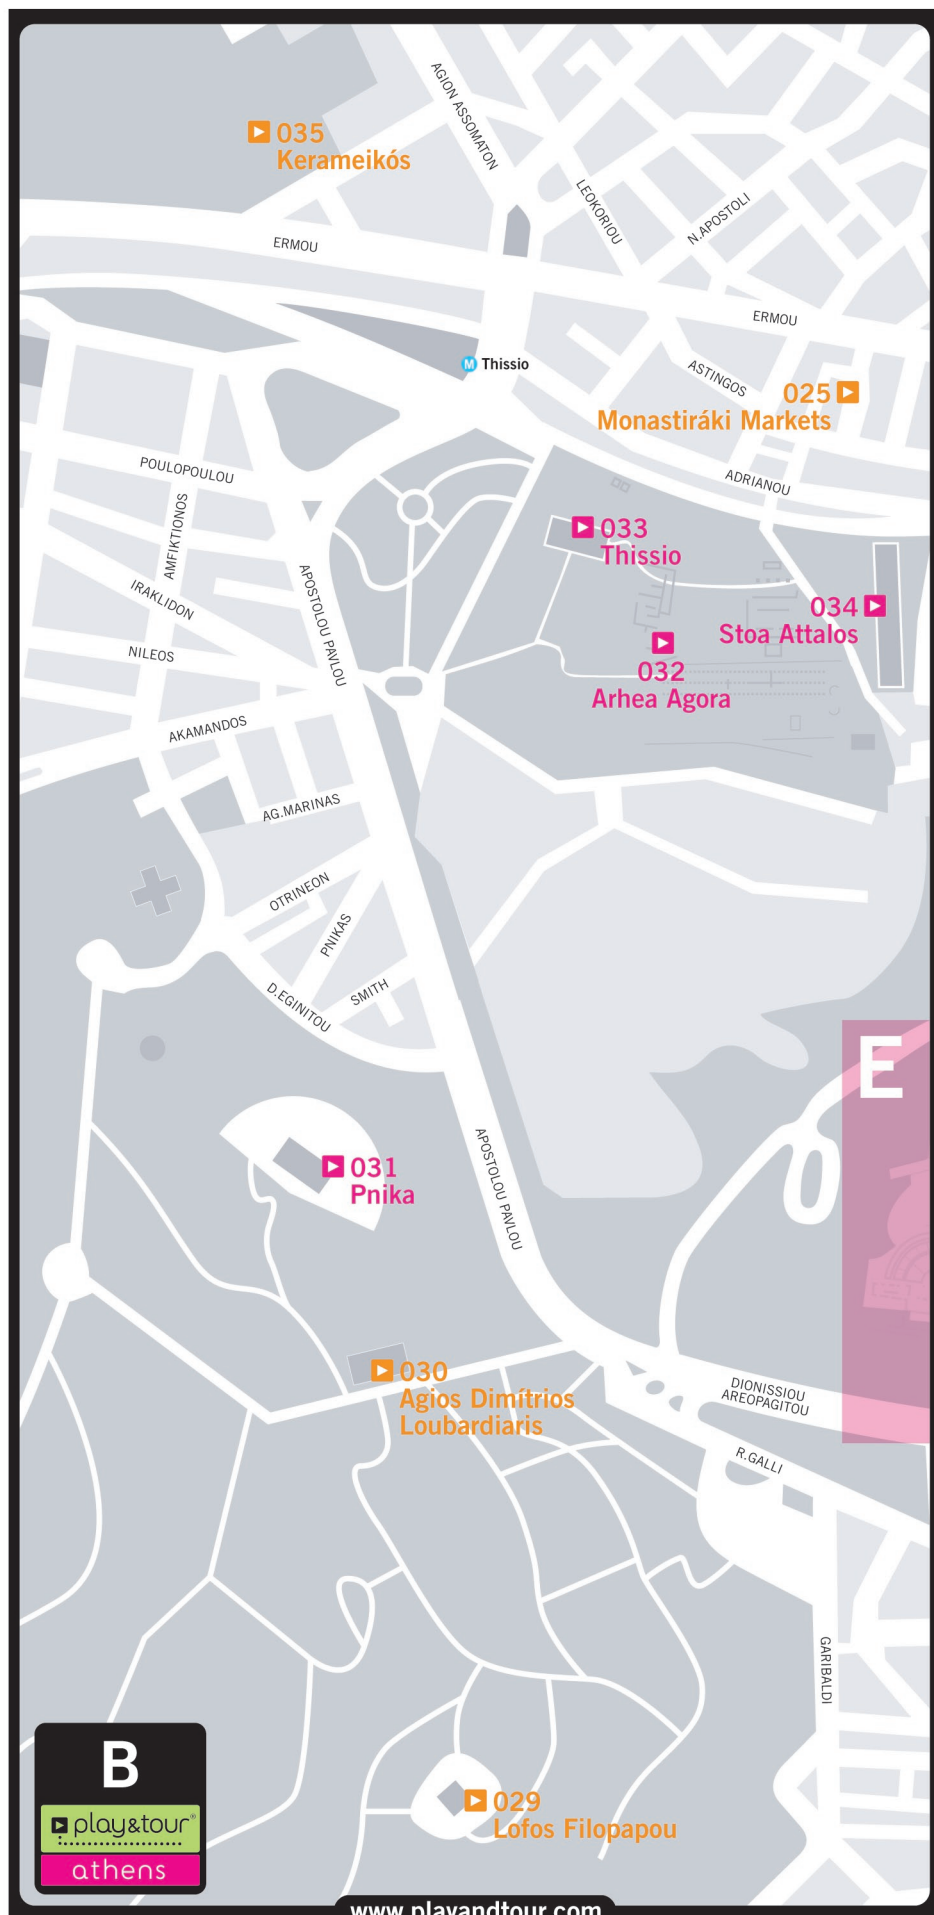 AGION ASSOMATON
035
Kerameikós
LEOKORIOU
N.APOSTOLI
ERMOU
ERMOU
M Thissio
ASTINGOS
025
Monastiráki Markets
POULOPOULOU
ADRIANOU
AMFIKTIONOS
033
Thissio
IRAKLIDON
APOSTOLOU PAVLOU
034
Stoa Attalos
NILEOS
032
Arhea Agora
AKAMANDOS
AG.MARINAS
OTRINEON
PNIKAS
D.EGINITOU
SMITH
E
031
Pnika
APOSTOLOU PAVLOU
030
Agios Dimítrios
Loubardiaris
DIONISSIOU
AREOPAGITOU
R.GALLI
GARIBALDI
B
play&tour®
athens
029
Lofos Filopapou
www.playandtour.com